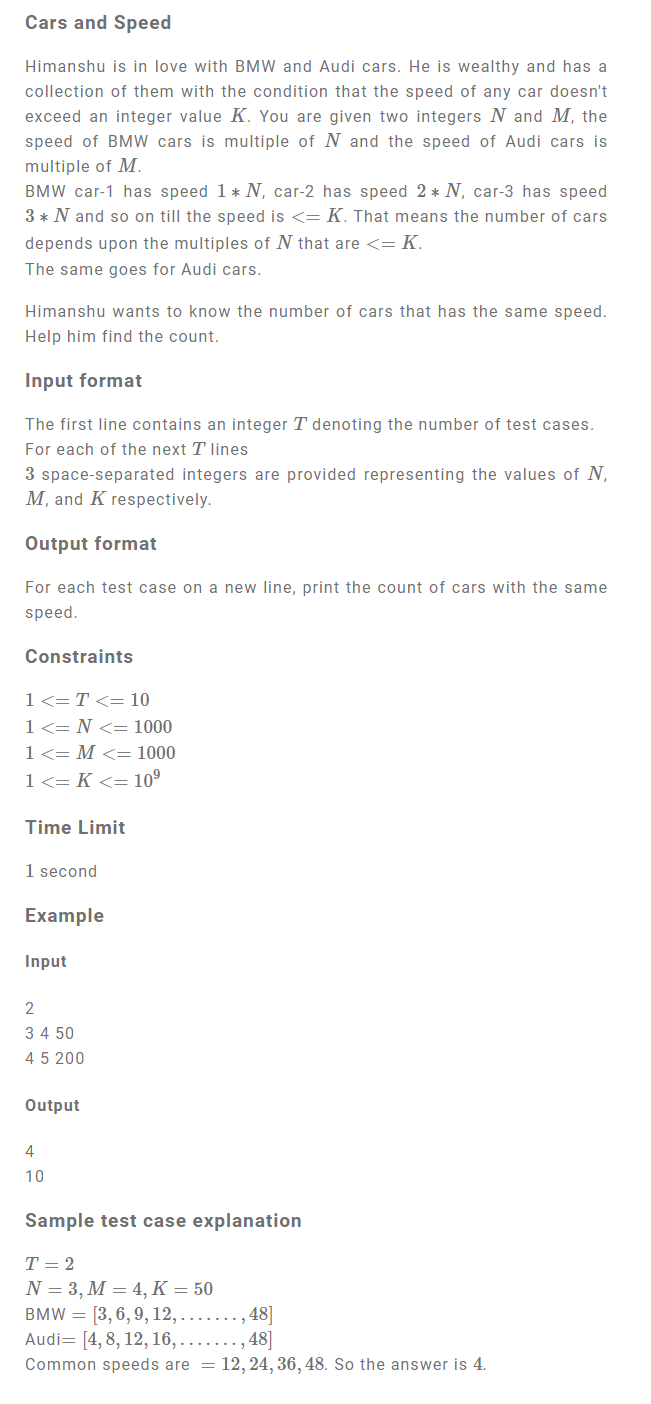 Cars and Speed
Himanshu is in love with BMW and Audi cars. He is wealthy and has a
collection of them with the condition that the speed of any car doesn't
exceed an integer value K. You are given two integers N and M, the
speed of BMW cars is multiple of N and the speed of Audi cars is
multiple of M.
BMW car-1 has speed 1 ∗ N, car-2 has speed 2 ∗ N, car-3 has speed
3 ∗ N and so on till the speed is <= K. That means the number of cars
depends upon the multiples of N that are <= K.
The same goes for Audi cars.
Himanshu wants to know the number of cars that has the same speed.
Help him find the count.
Input format
The first line contains an integer T denoting the number of test cases.
For each of the next T lines
3 space-separated integers are provided representing the values of N,
M, and K respectively.
Output format
For each test case on a new line, print the count of cars with the same
speed.
Constraints
1 <= T <= 10
1 <= N <= 1000
1 <= M <= 1000
1 <= K <= 10⁹
Time Limit
1 second
Example
Input
2
3 4 50
4 5 200
Output
4
10
Sample test case explanation
T = 2
N = 3, M = 4, K = 50
BMW = [3, 6, 9, 12, . . . . . . . , 48]
Audi= [4, 8, 12, 16, . . . . . . . , 48]
Common speeds are = 12, 24, 36, 48. So the answer is 4.